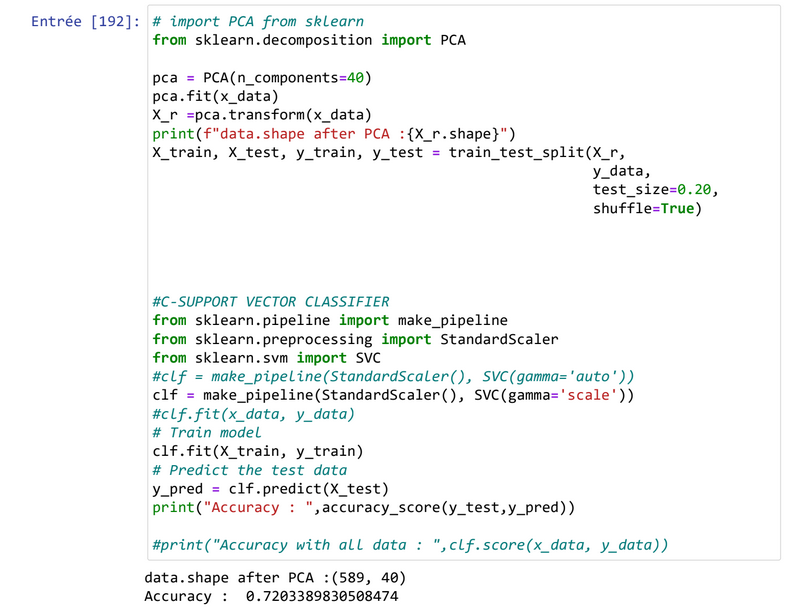 Entrée [192]: # import PCA from sklearn
from sklearn.decomposition import PCA
pca = PCA(n_components=40)
pca.fit(x_data)
X_r =pca.transform(x_data)
print(f"data.shape after PCA :{X_r.shape}")
X_train, X_test, y_train, y_test = train_test_split(X_r,
y_data,
test_size=0.20,
shuffle=True)
#C-SUPPORT VECTOR CLASSIFIER
from sklearn.pipeline import make_pipeline
from sklearn.preprocessing import StandardScaler
from sklearn.svm import SVC
#clf = make_pipeline(StandardScaler(), SVC(gamma='auto'))
clf = make_pipeline(StandardScaler(), SVC(gamma='scale'))
#clf.fit(x_data, y_data)
# Train model
clf.fit(X_train, y_train)
# Predict the test data
y_pred = clf.predict(X_test)
print("Accuracy : ",accuracy_score(y_test,y_pred))
#print("Accuracy with all data : ",clf.score(x_data, y_data))
data.shape after PCA :(589, 40)
Accuracy :  0.7203389830508474